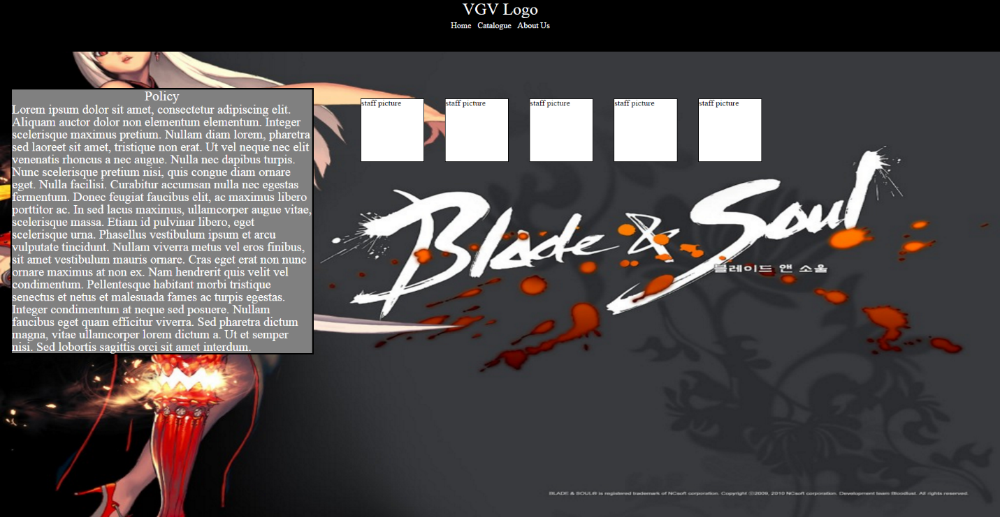 VGV Logo
Home Catalogue About Us
Policy
Lorem ipsum dolor sit amet, consectetur adipiscing elit.
Aliquam auctor dolor non elementum elementum. Integer
scelerisque maximus pretium. Nullam diam lorem, pharetra
sed laoreet sit amet, tristique non erat. Ut vel neque nec elit
venenatis rhoncus a nec augue. Nulla nec dapibus turpis.
Nunc scelerisque pretium nisi, quis congue diam ornare
eget. Nulla facilisi. Curabitur accumsan nulla nec egestas
fermentum. Donec feugiat faucibus elit, ac maximus libero
porttitor ac. In sed lacus maximus, ullamcorper augue vitae,
scelerisque massa. Etiam id pulvinar libero, eget
scelerisque urna. Phasellus vestibulum ipsum et arcu
vulputate tincidunt. Nullam viverra metus vel eros finibus,
sit amet vestibulum mauris ornare. Cras eget erat non nunc
ornare maximus at non ex. Nam hendrerit quis velit vel
condimentum. Pellentesque habitant morbi tristique
senectus et netus et malesuada fames ac turpis egestas.
Integer condimentum at neque sed posuere. Nullam
faucibus eget quam efficitur viverra. Sed pharetra dictum
magna, vitae ullamcorper lorem dictum a. Ut et semper
nisi. Sed lobortis sagittis orci sit amet interdum.
staff picture staff picture staff picture staff picture staff picture
Blade & Soul
블레이드 앤 소울
BLADE & SOUL® is registered trademark of NCsoft corporation. Copyright ⓒ2009, 2010 NCsoft corporation. Development team Bloodlust. All rights reserved.